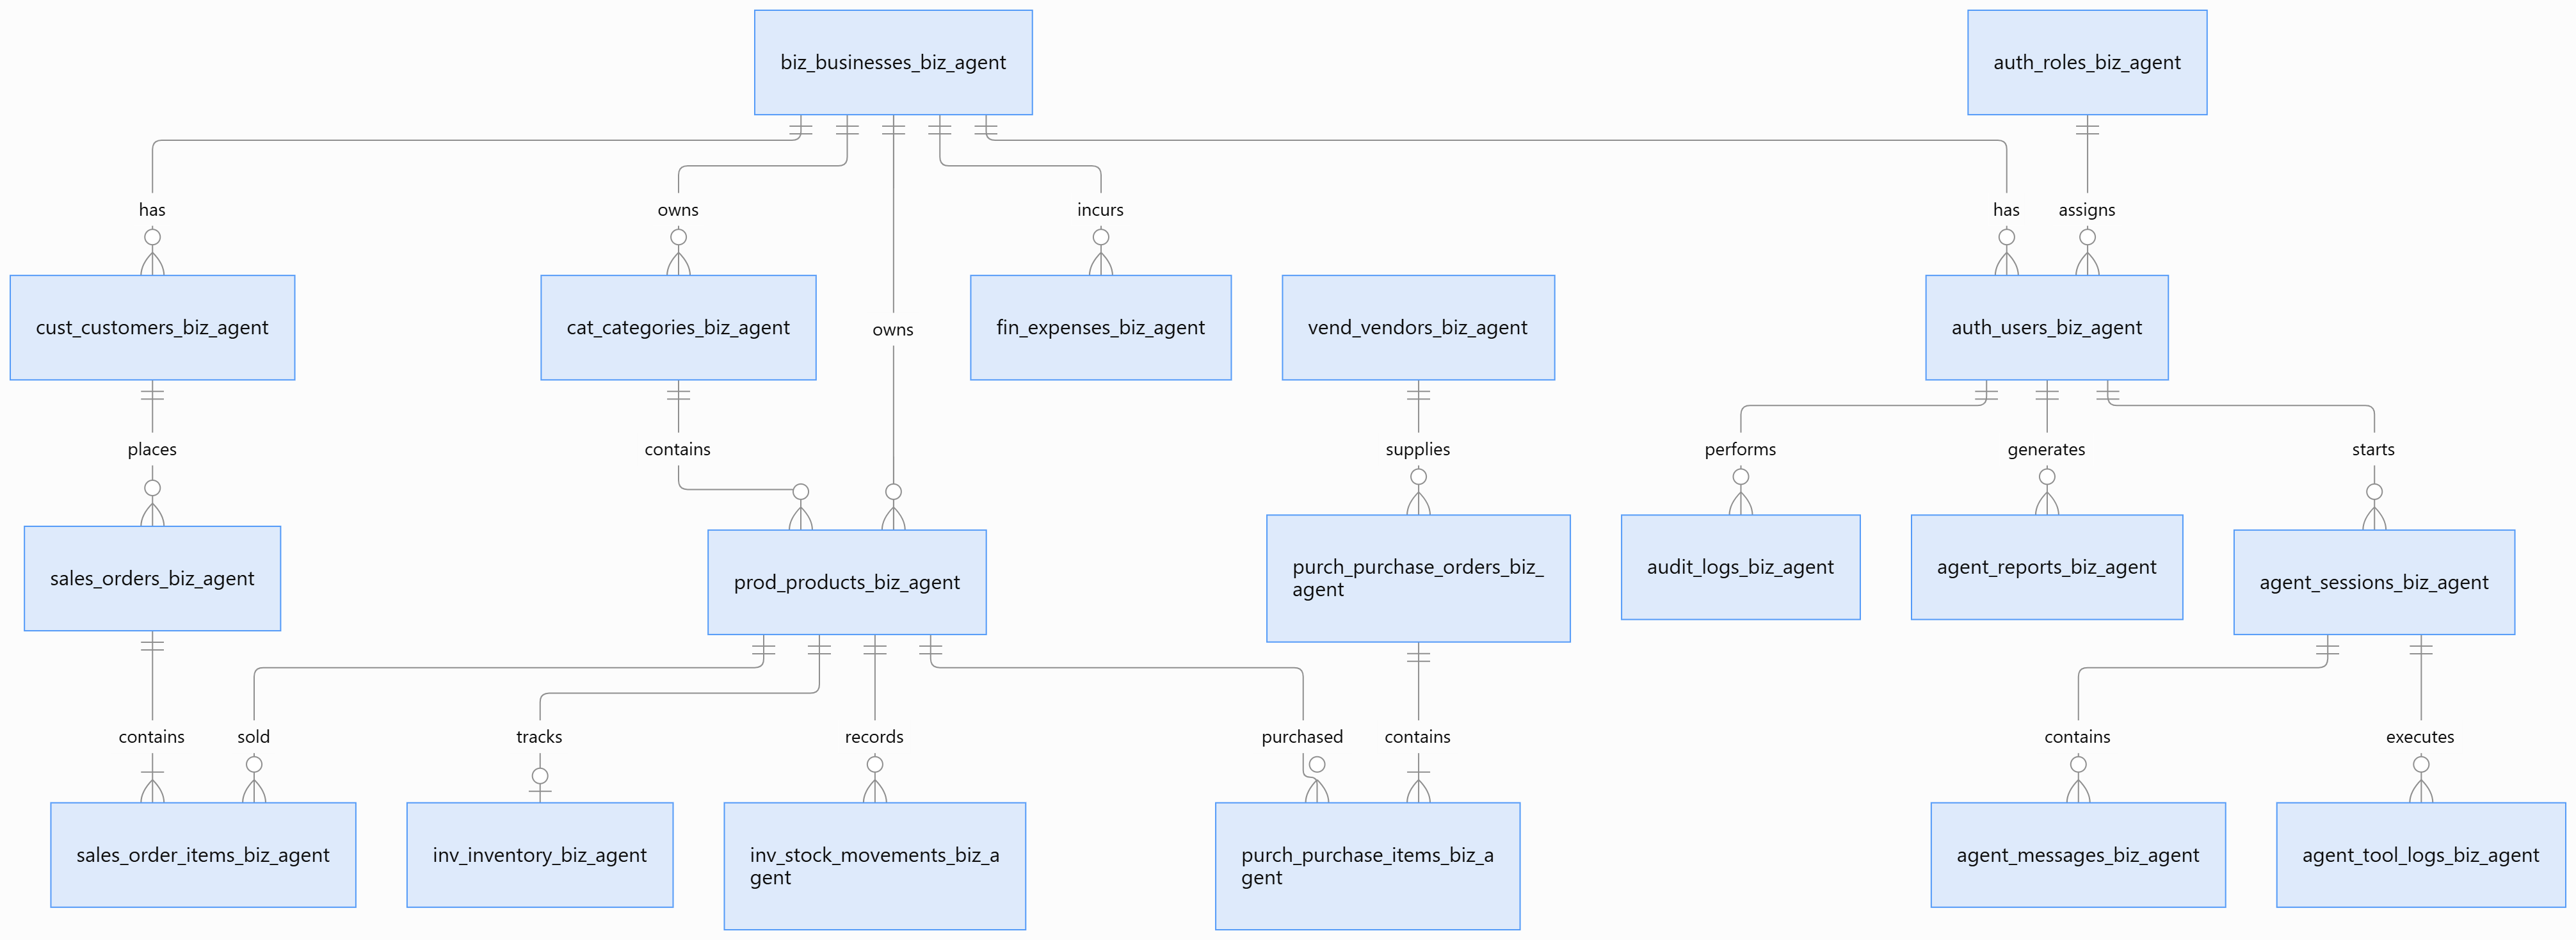 biz_businesses_biz_agent
auth_roles_biz_agent
has
owns
incurs
has
assigns
cust_customers_biz_agent
cat_categories_biz_agent
owns
fin_expenses_biz_agent
vend_vendors_biz_agent
auth_users_biz_agent
places
contains
supplies
performs
generates
starts
sales_orders_biz_agent
prod_products_biz_agent
purch_purchase_orders_biz_
agent
audit_logs_biz_agent
agent_reports_biz_agent
agent_sessions_biz_agent
contains
sold
tracks
records
purchased
contains
contains
executes
sales_order_items_biz_agent
inv_inventory_biz_agent
inv_stock_movements_biz_a
gent
purch_purchase_items_biz_a
gent
agent_messages_biz_agent
agent_tool_logs_biz_agent